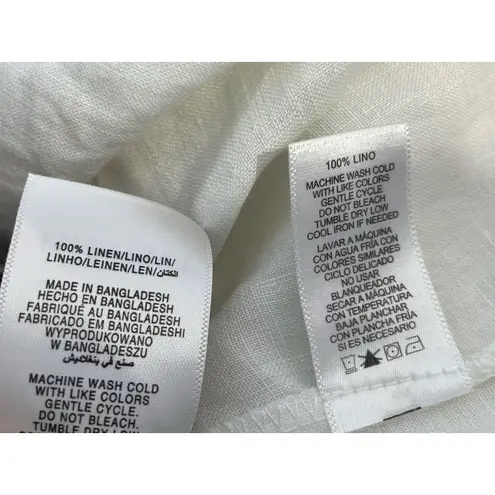 100% LINEN/LINO/LIN/
LINHO/LEINEN/LEN/ الكتان/
MADE IN BANGLADESH
HECHO EN BANGLADESH
FABRIQUÉ AU BANGLADESH
FABRICADO EM BANGLADESHI
WYPRODUKOWANO
W BANGLADESZU
صنع في بنغلاديش
MACHINE WASH COLD
WITH LIKE COLORS
GENTLE CYCLE.
DO NOT BLEACH.
TUMBLE DRY LOW
100% LINO
MACHINE WASH COLD
WITH LIKE COLORS
GENTLE CYCLE
DO NOT BLEACH
TUMBLE DRY LOW
COOL IRON IF NEEDED
LAVAR A MÁQUINA
CON AGUA FRÍA CON
COLORES SIMILARES
CICLO DELICADO
NO USAR
BLANQUEADOR
SECAR A MÁQUINA
CON TEMPERATURA
BAJA PLANCHAR
CON PLANCHA FRÍA
SI ES NECESARIO